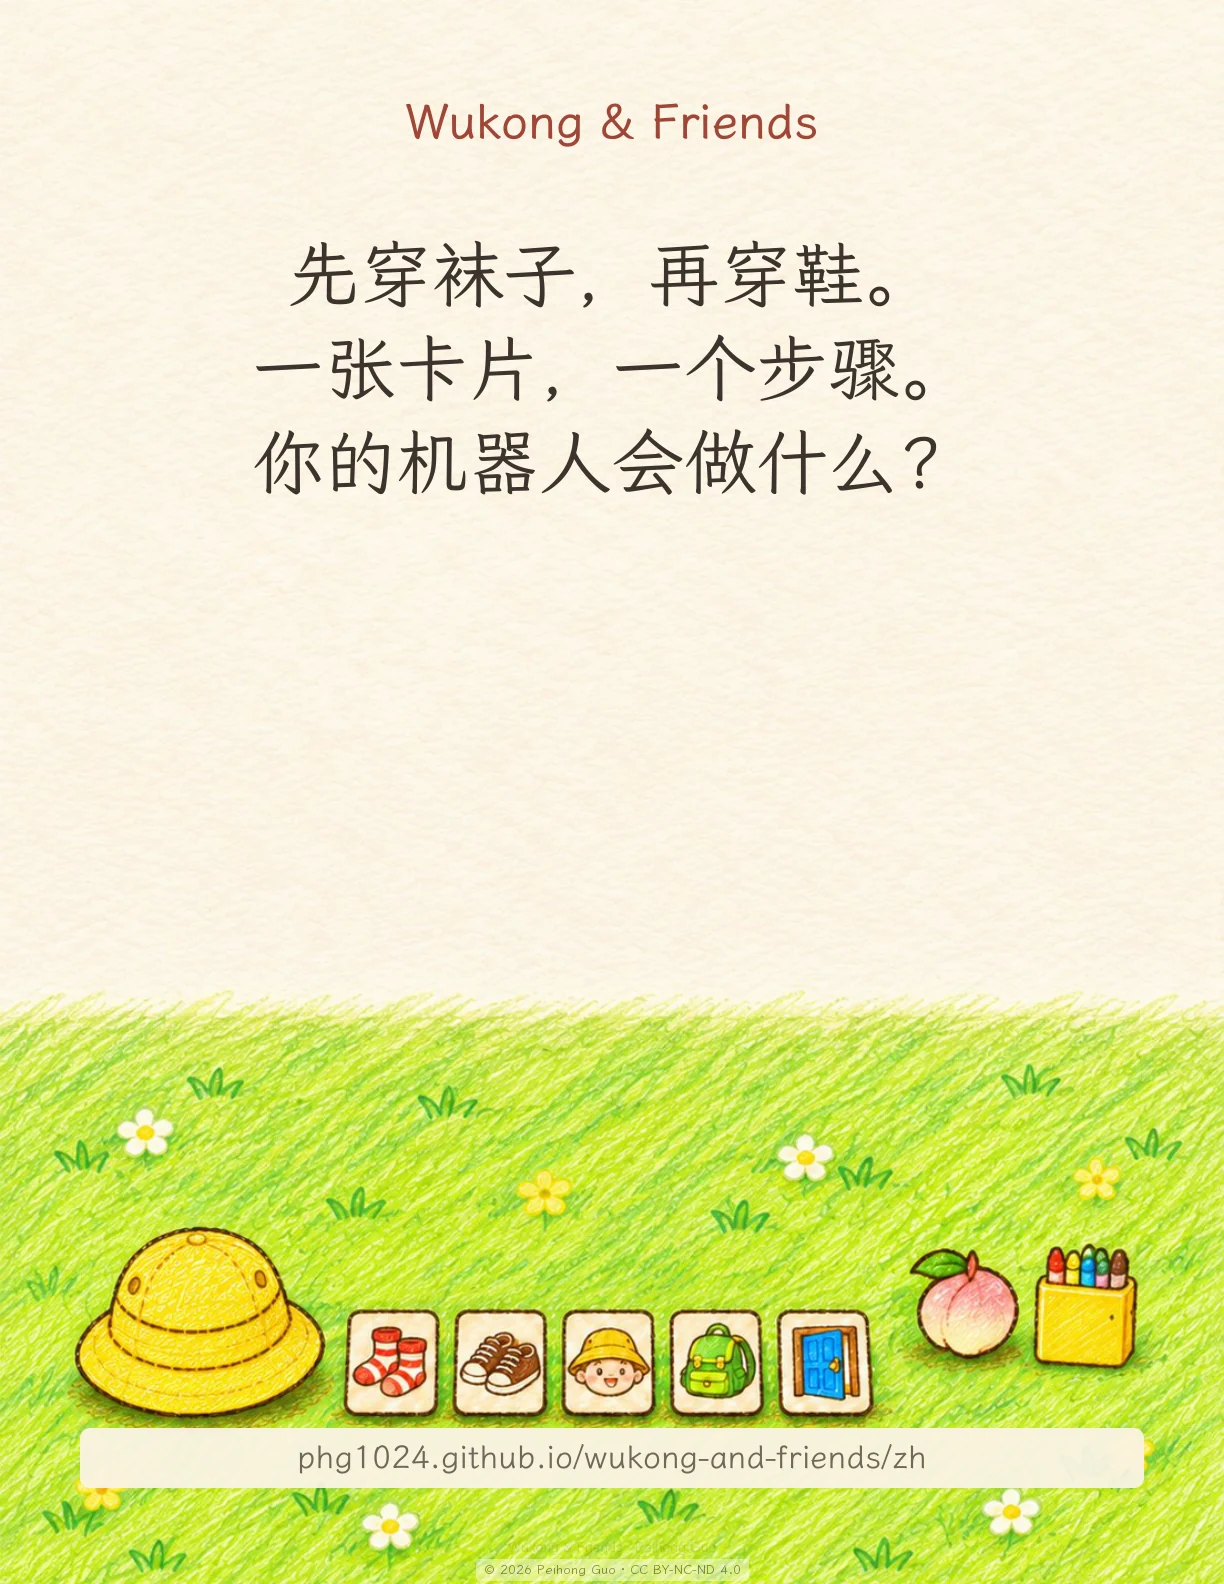 Wukong & Friends
先穿袜子，再穿鞋。
一张卡片，一个步骤。
你的机器人会做什么？
phg1024.github.io/wukong-and-friends/zh
© 2026 Peihong Guo · CC BY-NC-ND 4.0